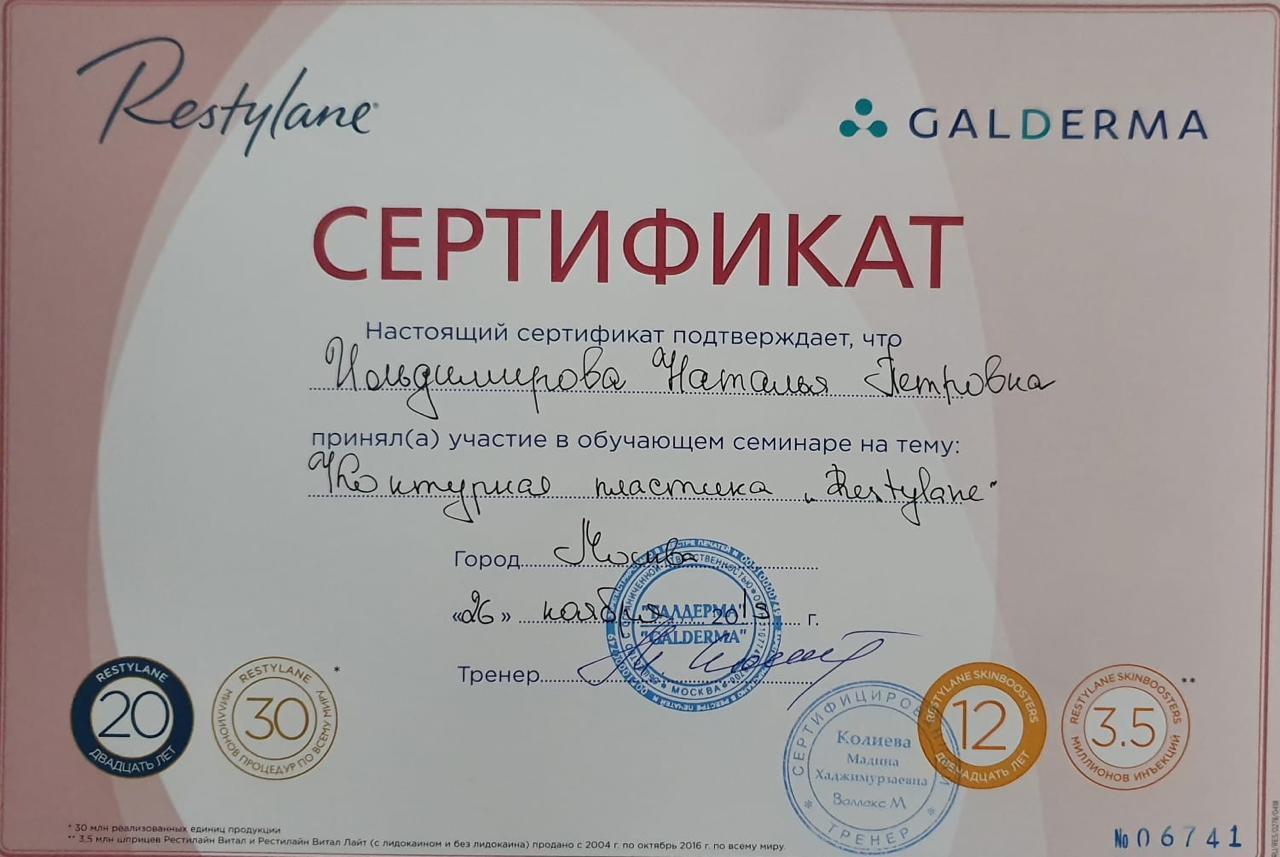 Restylane
GALDERMA
СЕРТИФИКАТ
Настоящий сертификат подтверждает, что
Ильдимирова Наталья Петровна
принял(а) участие в обучающем семинаре на тему:
Контурная пластика „Restylane"
Город Москва
«26» ноября 2019 г.
"ГАЛДЕРМА"
"GALDERMA"
МОСКВА
Тренер
RESTYLANE
20
ДВАДЦАТЬ ЛЕТ
RESTYLANE
30
МИЛЛИОНОВ ПРОЦЕДУР ПО ВСЕМУ МИРУ
*
СЕРТИФИЦИРОВАННЫЙ
Колиева
Мадина
Хаджимурзаевна
ТРЕНЕР
RESTYLANE SKINBOOSTERS
12
ДВЕНАДЦАТЬ ЛЕТ
RESTYLANE SKINBOOSTERS
3.5
МИЛЛИОНОВ ИНЪЕКЦИЙ
**
* 30 млн реализованных единиц продукции
** 3,5 млн шприцев Рестилайн Витал и Рестилайн Витал Лайт (с лидокаином и без лидокаина) продано с 2004 г. по октябрь 2016 г. по всему миру.
№ 06741